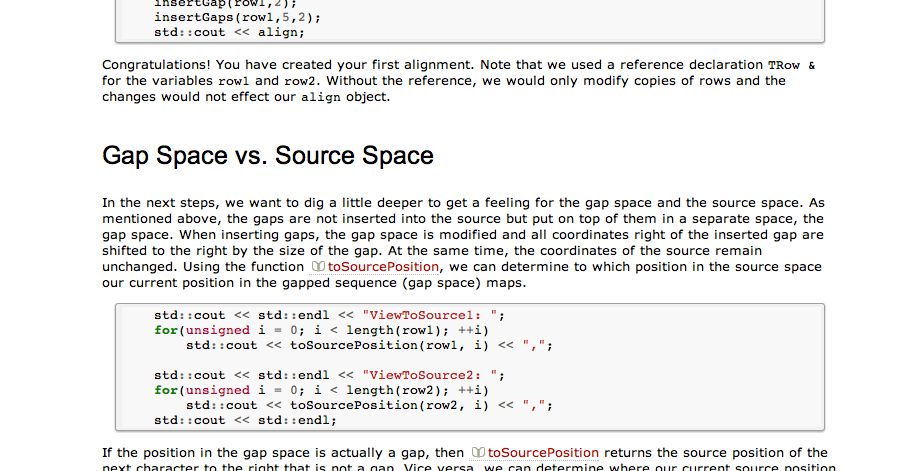 insertGap(row1,2);
insertGaps(row1,5,2);
std::cout << align;
Congratulations! You have created your first alignment. Note that we used a reference declaration TRow &
for the variables row1 and row2. Without the reference, we would only modify copies of rows and the
changes would not effect our align object.
Gap Space vs. Source Space
In the next steps, we want to dig a little deeper to get a feeling for the gap space and the source space. As
mentioned above, the gaps are not inserted into the source but put on top of them in a separate space, the
gap space. When inserting gaps, the gap space is modified and all coordinates right of the inserted gap are
shifted to the right by the size of the gap. At the same time, the coordinates of the source remain
unchanged. Using the function toSourcePosition, we can determine to which position in the source space
our current position in the gapped sequence (gap space) maps.
std::cout << std::endl << "ViewToSource1: ";
for(unsigned i = 0; i < length(row1); ++i)
std::cout << toSourcePosition(row1, i) << ",";
std::cout << std::endl << "ViewToSource2: ";
for(unsigned i = 0; i < length(row2); ++i)
std::cout << toSourcePosition(row2, i) << ",";
std::cout << std::endl;
If the position in the gap space is actually a gap, then toSourcePosition returns the source position of the
next character to the right that is not a gap. Vice versa, we can determine where our current source position